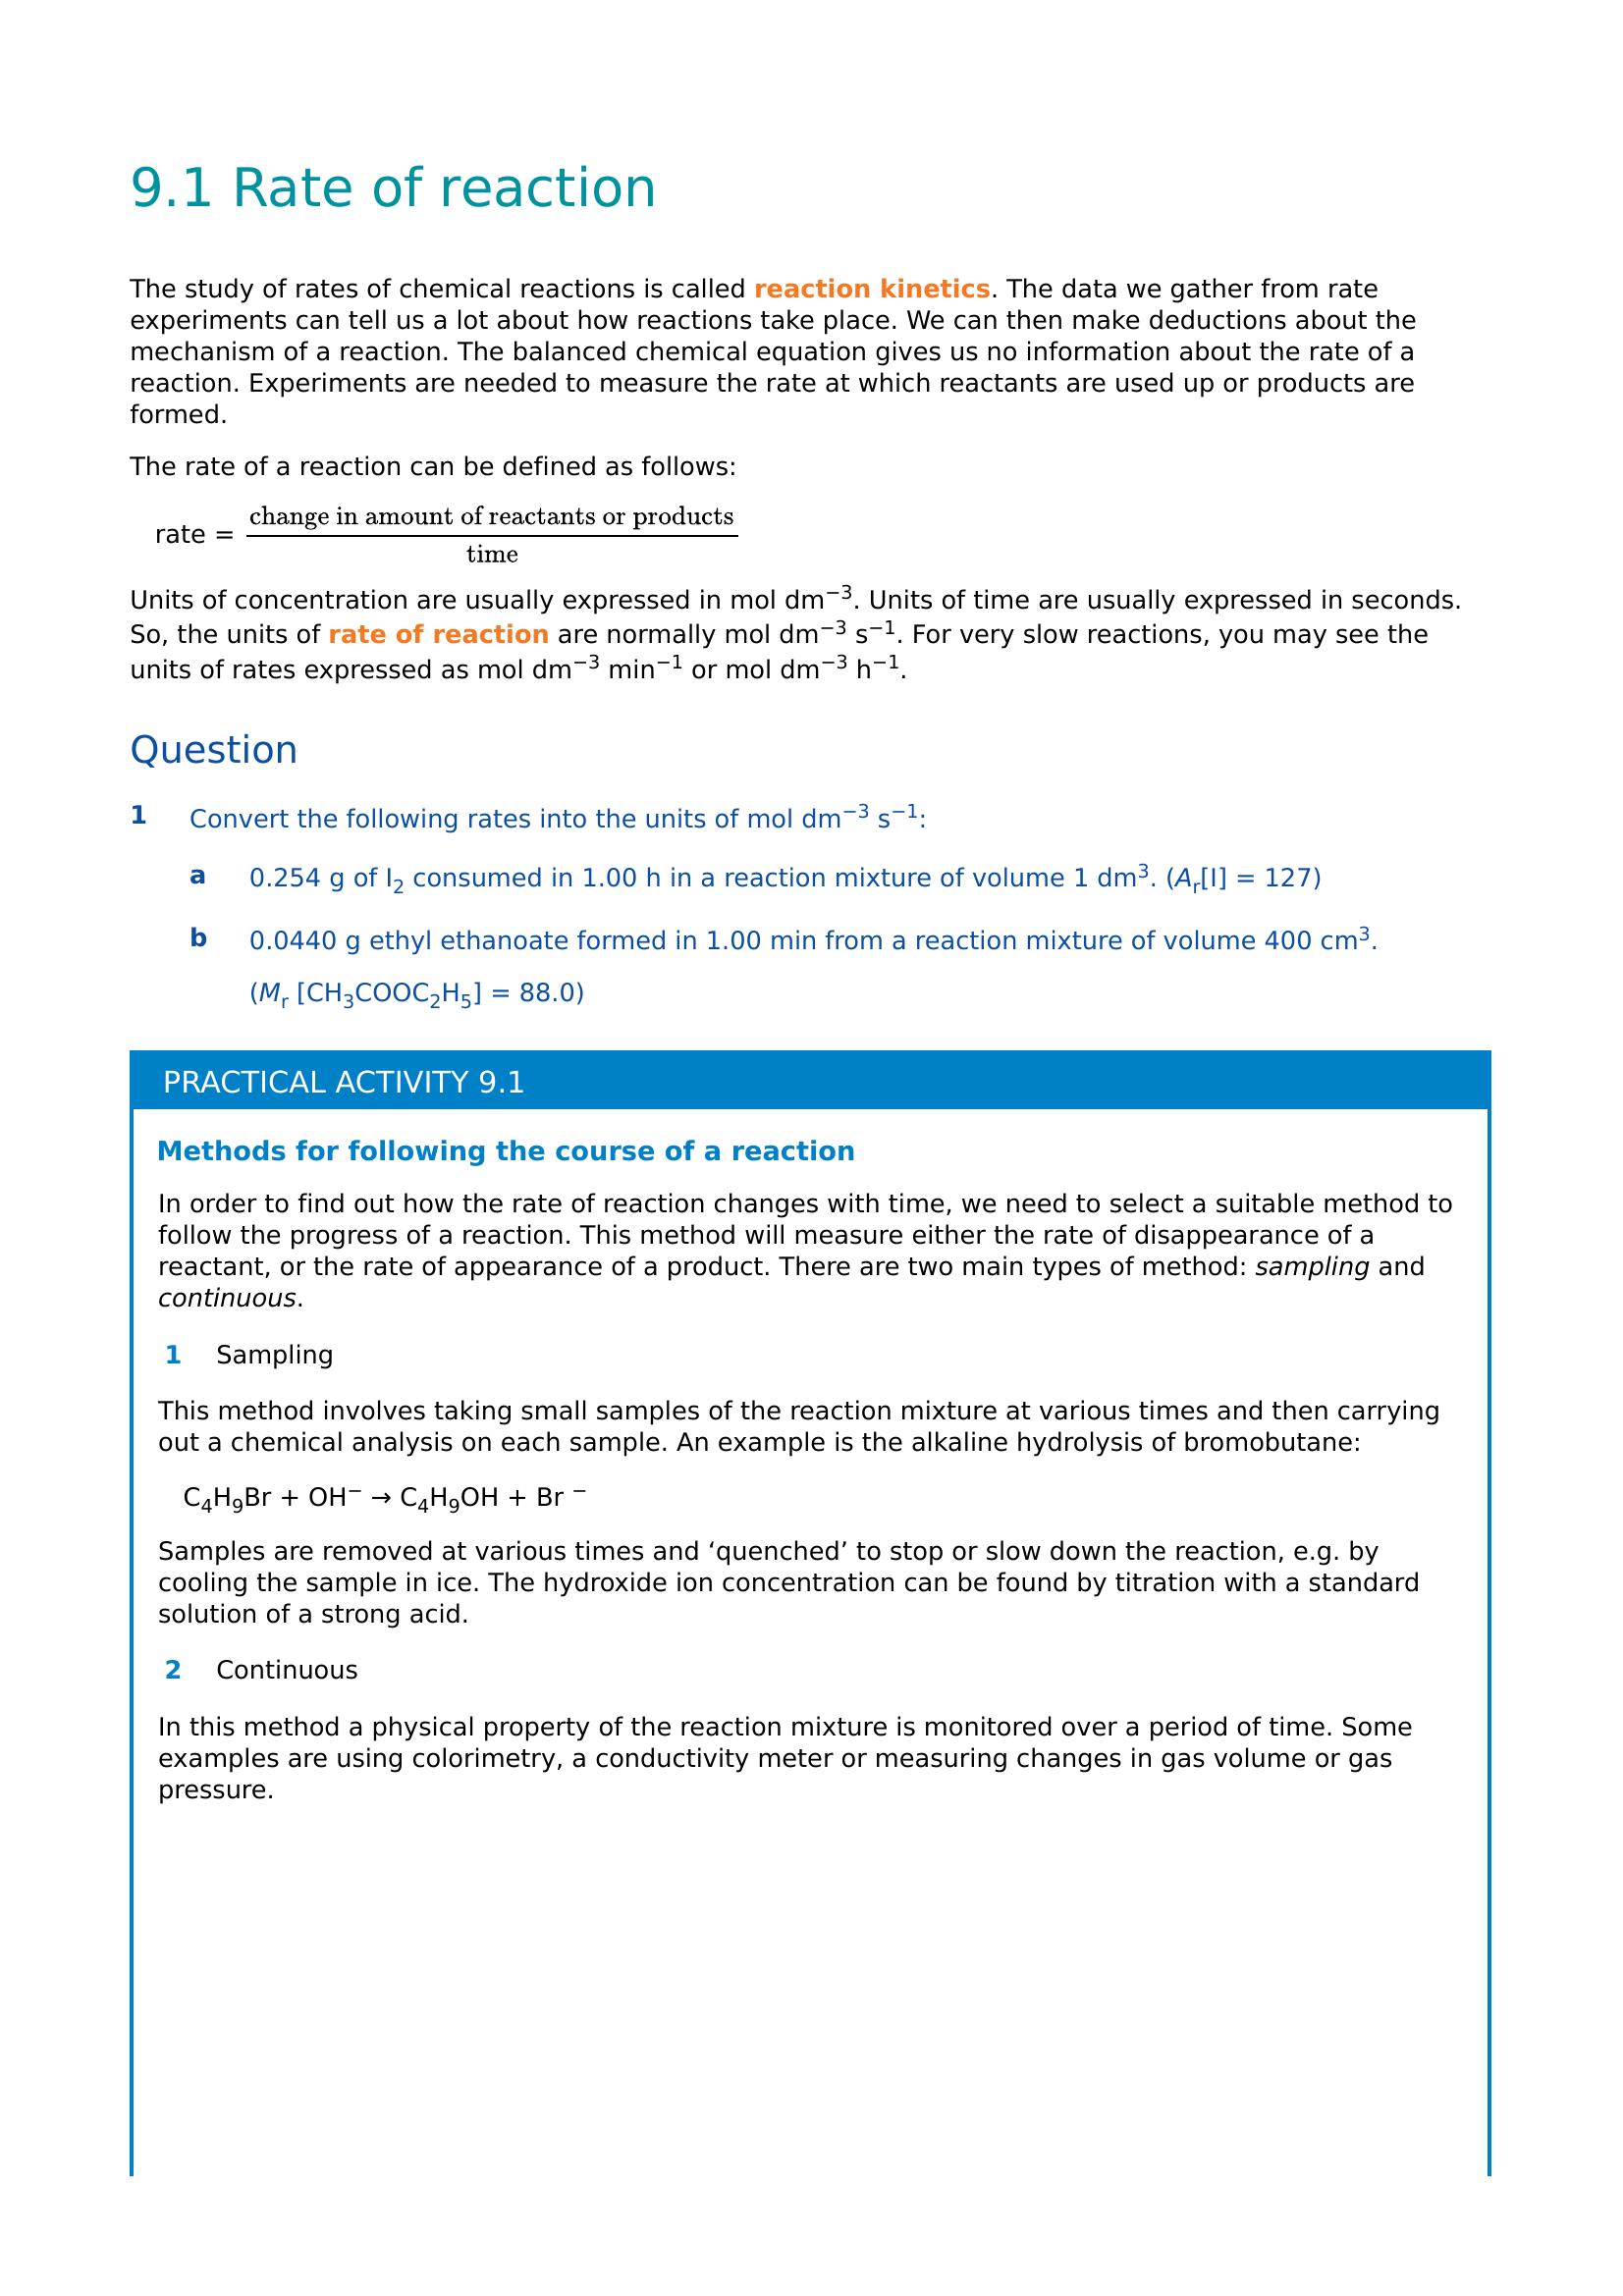 9.1 Rate of reaction
The study of rates of chemical reactions is called reaction kinetics. The data we gather from rate
experiments can tell us a lot about how reactions take place. We can then make deductions about the
mechanism of a reaction. The balanced chemical equation gives us no information about the rate of a
reaction. Experiments are needed to measure the rate at which reactants are used up or products are
formed.
The rate of a reaction can be defined as follows:
rate = change in amount of reactants or products / time
Units of concentration are usually expressed in mol dm⁻³. Units of time are usually expressed in seconds.
So, the units of rate of reaction are normally mol dm⁻³ s⁻¹. For very slow reactions, you may see the
units of rates expressed as mol dm⁻³ min⁻¹ or mol dm⁻³ h⁻¹.
Question
1 Convert the following rates into the units of mol dm⁻³ s⁻¹:
a 0.254 g of I₂ consumed in 1.00 h in a reaction mixture of volume 1 dm³. (Aᵣ[I] = 127)
b 0.0440 g ethyl ethanoate formed in 1.00 min from a reaction mixture of volume 400 cm³.
(Mᵣ [CH₃COOC₂H₅] = 88.0)
PRACTICAL ACTIVITY 9.1
Methods for following the course of a reaction
In order to find out how the rate of reaction changes with time, we need to select a suitable method to
follow the progress of a reaction. This method will measure either the rate of disappearance of a
reactant, or the rate of appearance of a product. There are two main types of method: sampling and
continuous.
1 Sampling
This method involves taking small samples of the reaction mixture at various times and then carrying
out a chemical analysis on each sample. An example is the alkaline hydrolysis of bromobutane:
C₄H₉Br + OH⁻ → C₄H₉OH + Br ⁻
Samples are removed at various times and ‘quenched’ to stop or slow down the reaction, e.g. by
cooling the sample in ice. The hydroxide ion concentration can be found by titration with a standard
solution of a strong acid.
2 Continuous
In this method a physical property of the reaction mixture is monitored over a period of time. Some
examples are using colorimetry, a conductivity meter or measuring changes in gas volume or gas
pressure.